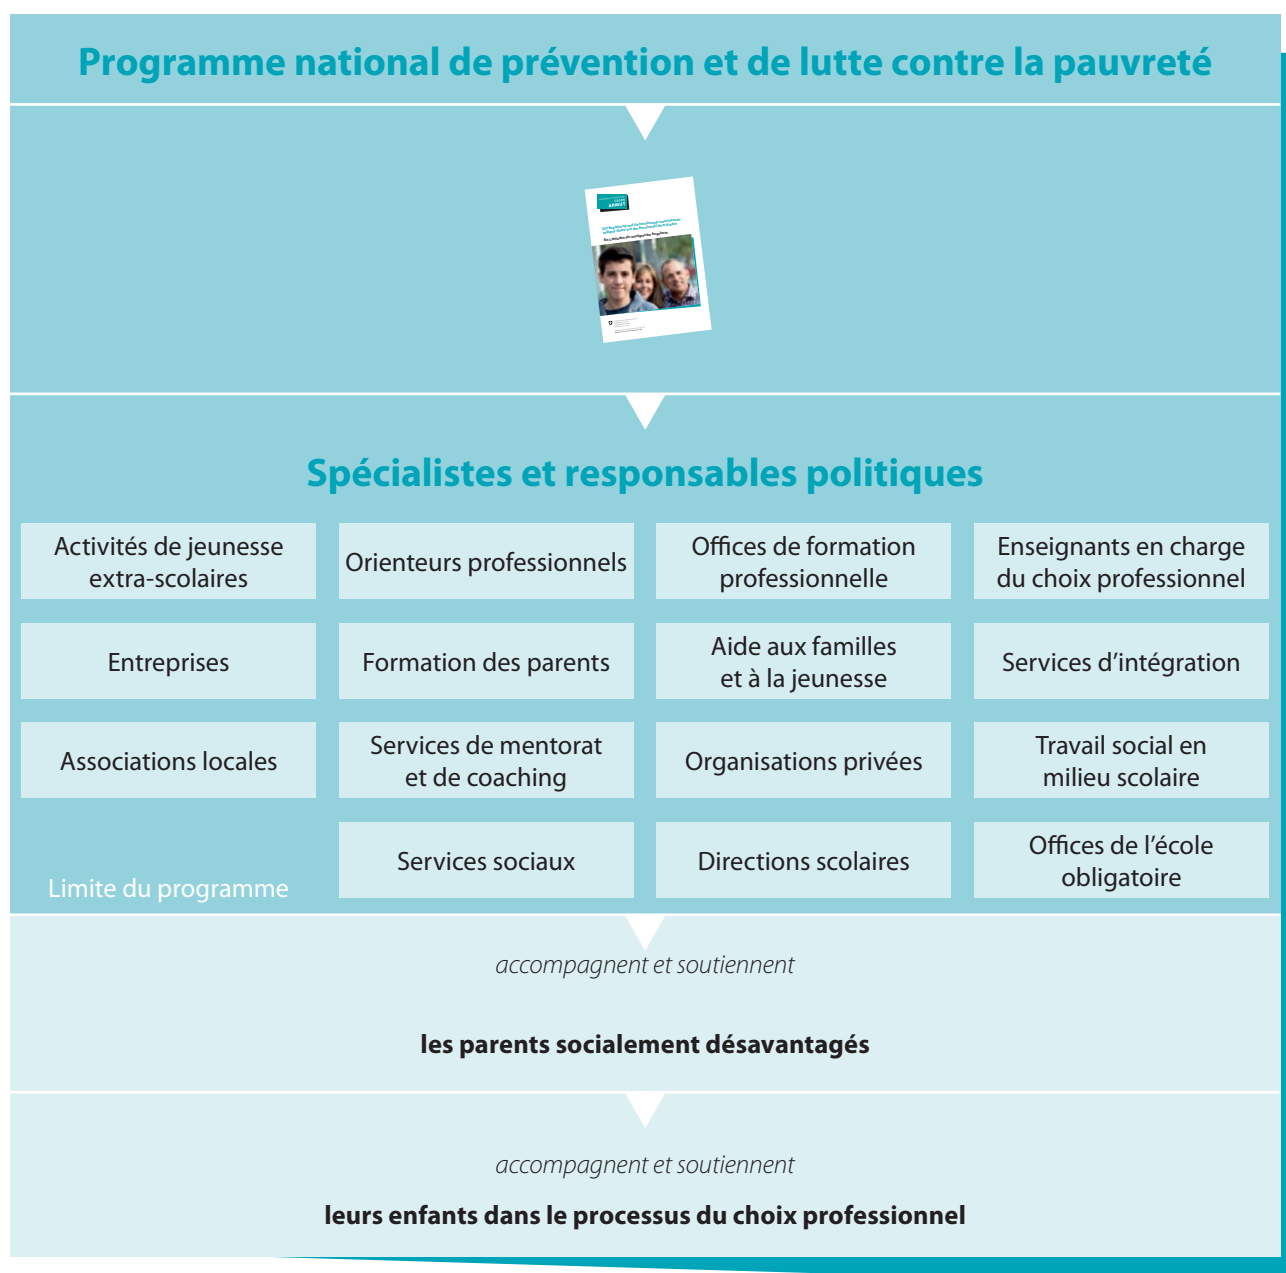 Programme national de prévention et de lutte contre la pauvreté
ARMUT
Spécialistes et responsables politiques
Activités de jeunesse
extra-scolaires
Orienteurs professionnels
Offices de formation
professionnelle
Enseignants en charge
du choix professionnel
Entreprises
Formation des parents
Aide aux familles
et à la jeunesse
Services d’intégration
Associations locales
Services de mentorat
et de coaching
Organisations privées
Travail social en
milieu scolaire
Services sociaux
Directions scolaires
Offices de l’école
obligatoire
Limite du programme
accompagnent et soutiennent
les parents socialement désavantagés
accompagnent et soutiennent
leurs enfants dans le processus du choix professionnel